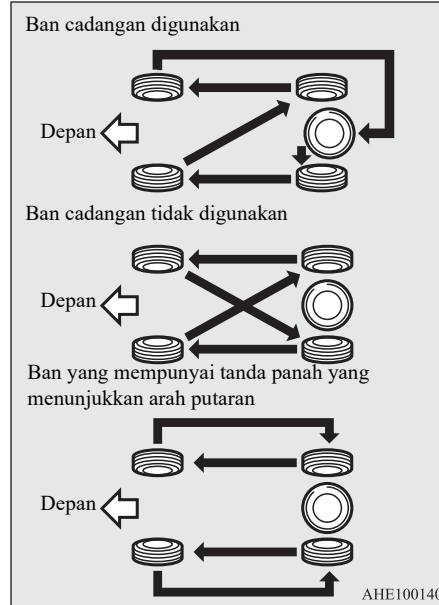 Ban cadangan digunakan
Depan
Ban cadangan tidak digunakan
Depan
Ban yang mempunyai tanda panah yang
menunjukkan arah putaran
Depan
AHE100140